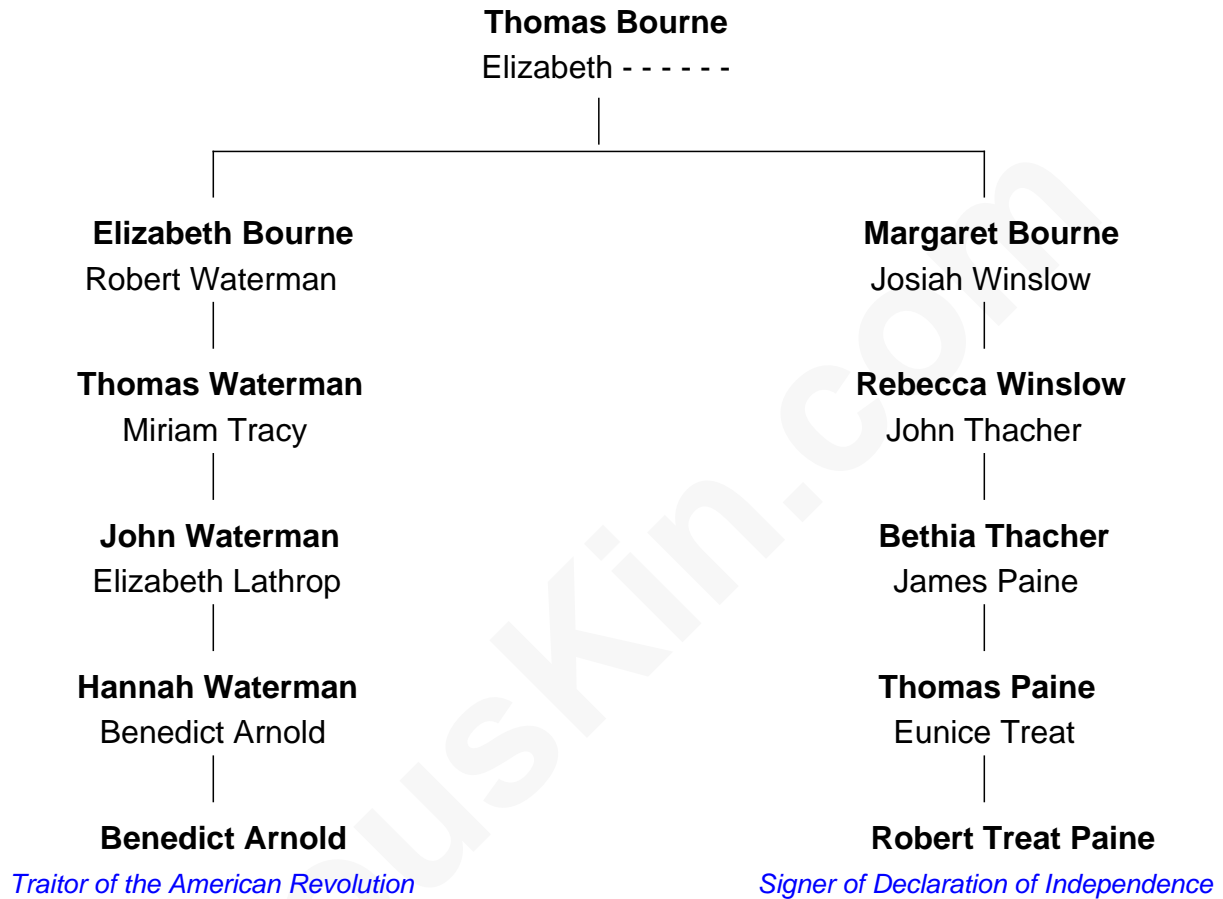 Thomas Bourne
Elizabeth - - - - - -
Elizabeth Bourne
Robert Waterman
Thomas Waterman
Miriam Tracy
John Waterman
Elizabeth Lathrop
Hannah Waterman
Benedict Arnold
Benedict Arnold
Traitor of the American Revolution
Margaret Bourne
Josiah Winslow
Rebecca Winslow
John Thacher
Bethia Thacher
James Paine
Thomas Paine
Eunice Treat
Robert Treat Paine
Signer of Declaration of Independence
ousKin.com